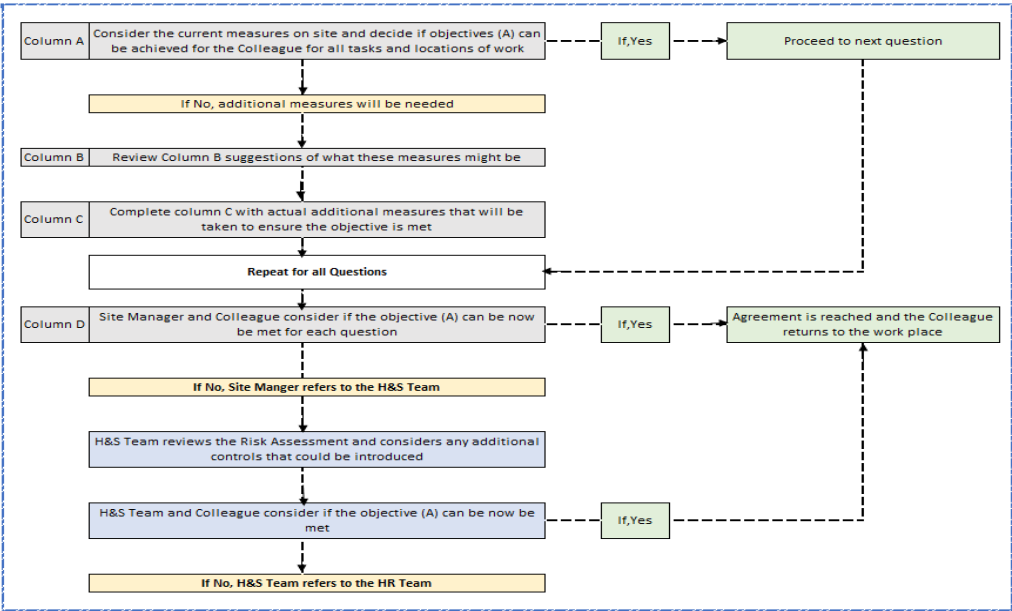 Column A
Consider the current measures on site and decide if objectives (A) can
be achieved for the Colleague for all tasks and locations of work
If,Yes
Proceed to next question
If No, additional measures will be needed
Column B
Review Column B suggestions of what these measures might be
Column C
Complete column C with actual additional measures that will be
taken to ensure the objective is met
Repeat for all Questions
Column D
Site Manager and Colleague consider if the objective (A) can be now
be met for each question
If,Yes
Agreement is reached and the Colleague
returns to the work place
If No, Site Manger refers to the H&S Team
H&S Team reviews the Risk Assessment and considers any additional
controls that could be introduced
H&S Team and Colleague consider if the objective (A) can be now be
met
If,Yes
If No, H&S Team refers to the HR Team